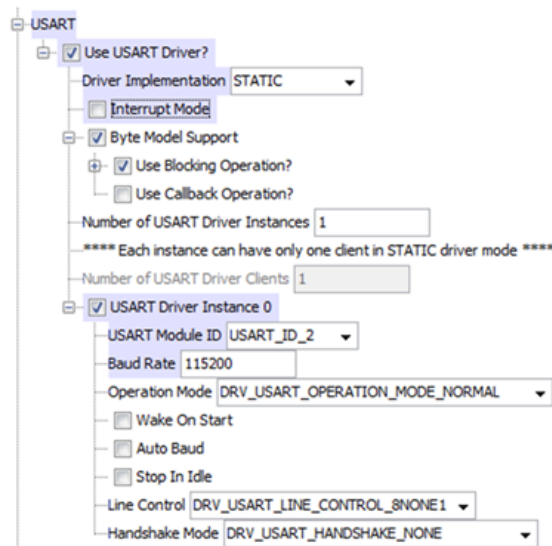 USART
Use USART Driver?
Driver Implementation STATIC
Interrupt Mode
Byte Model Support
Use Blocking Operation?
Use Callback Operation?
Number of USART Driver Instances 1
**** Each instance can have only one client in STATIC driver mode ****
Number of USART Driver Clients 1
USART Driver Instance 0
USART Module ID USART_ID_2
Baud Rate 115200
Operation Mode DRV_USART_OPERATION_MODE_NORMAL
Wake On Start
Auto Baud
Stop In Idle
Line Control DRV_USART_LINE_CONTROL_8NONE1
Handshake Mode DRV_USART_HANDSHAKE_NONE